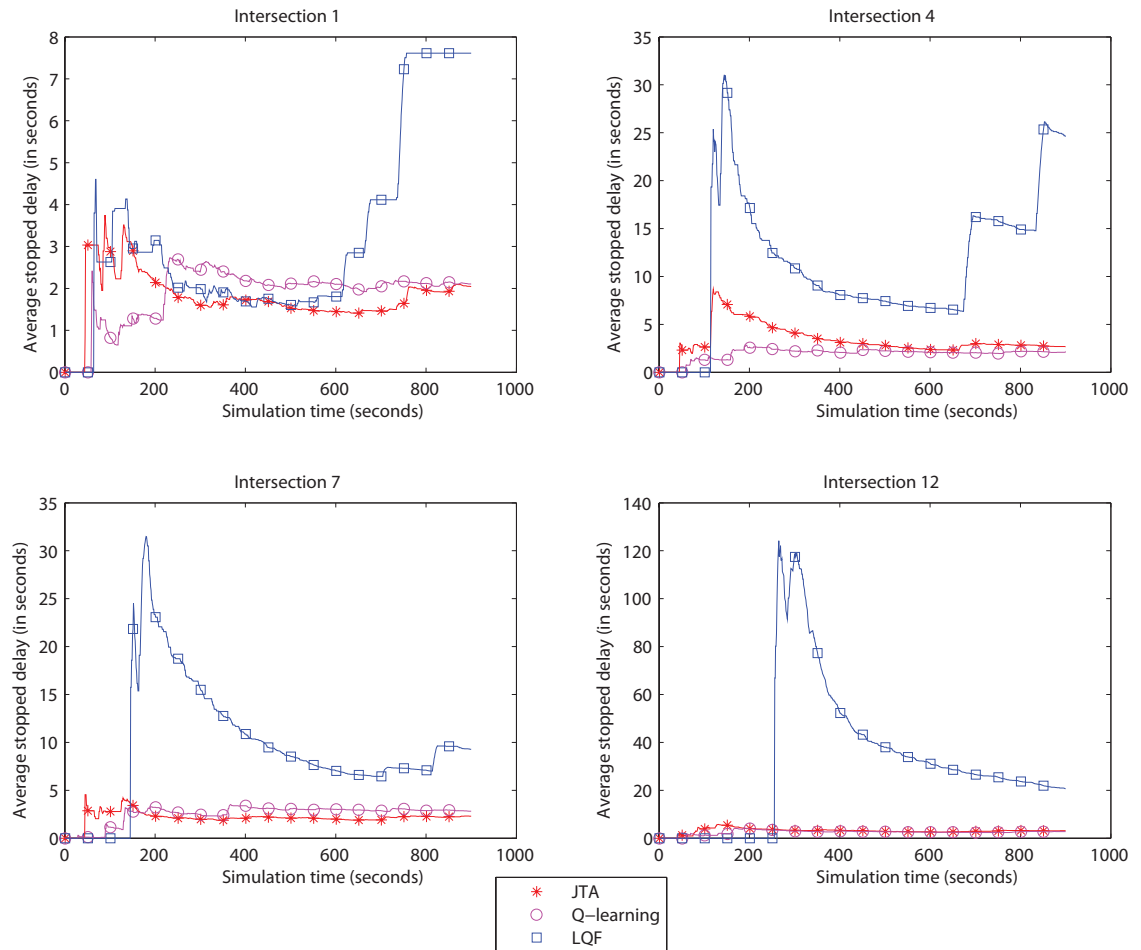 Intersection 1
Average stopped delay (in seconds)
8
7
6
5
4
3
2
1
0
0 200 400 600 800 1000
Simulation time (seconds)
Intersection 4
Average stopped delay (in seconds)
35
30
25
20
15
10
5
0
0 200 400 600 800 1000
Simulation time (seconds)
Intersection 7
Average stopped delay (in seconds)
35
30
25
20
15
10
5
0
0 200 400 600 800 1000
Simulation time (seconds)
Intersection 12
Average stopped delay (in seconds)
140
120
100
80
60
40
20
0
0 200 400 600 800 1000
Simulation time (seconds)
JTA
Q−learning
LQF